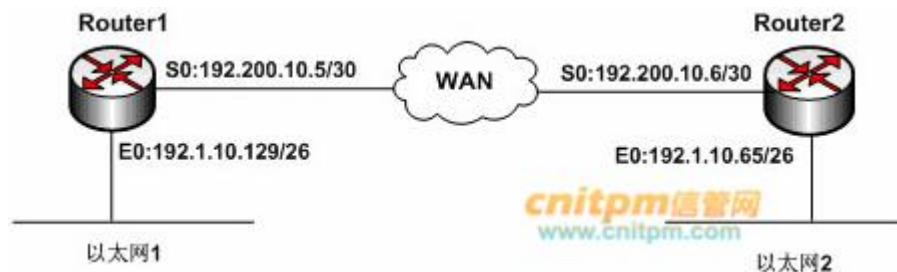 Router1
Router2
S0:192.200.10.5/30
WAN
S0:192.200.10.6/30
E0:192.1.10.129/26
E0:192.1.10.65/26
cnitpm信管网
www.cnitpm.com
以太网1
以太网2